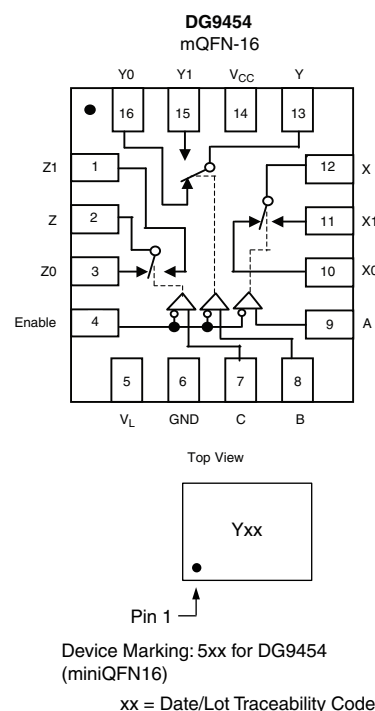 DG9454
mQFN-16
Y0 Y1 VCC Y
16 15 14 13
Z1 1 12 X
Z 2 11 X1
Z0 3 10 X0
Enable 4 9 A
5 6 7 8
VL GND C B
Top View
Yxx
Pin 1
Device Marking: 5xx for DG9454
(miniQFN16)
xx = Date/Lot Traceability Code